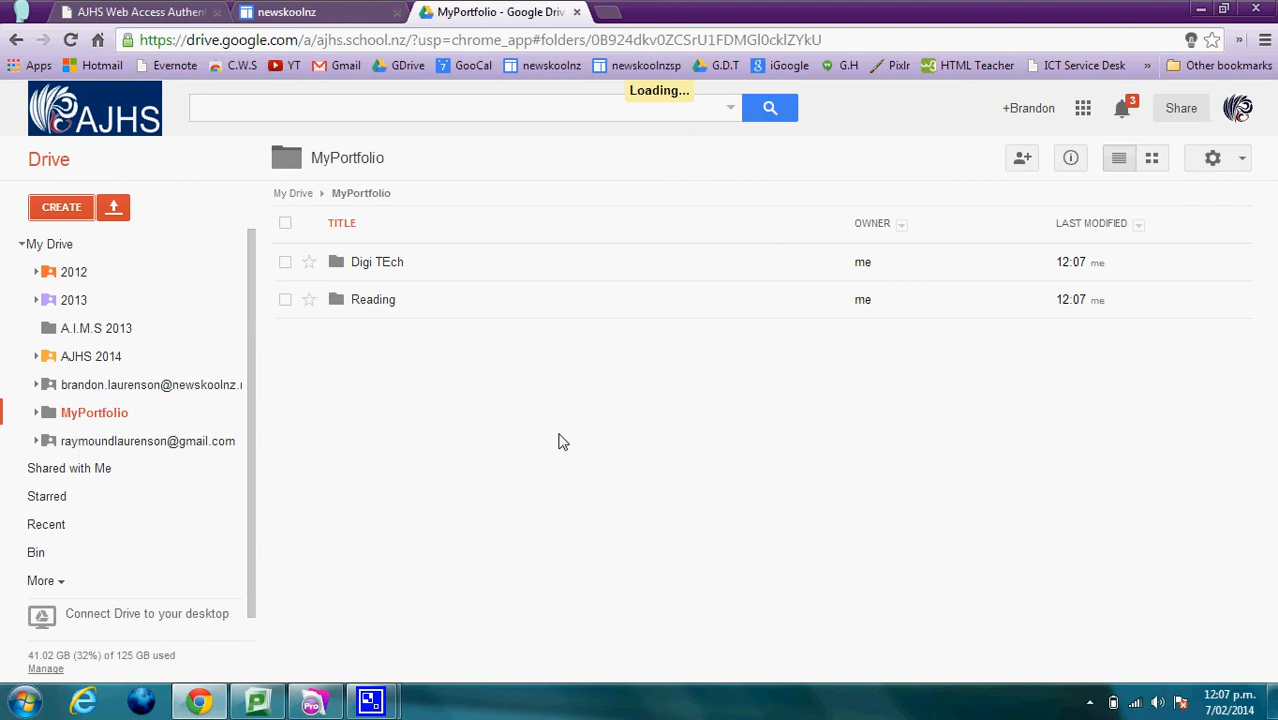 AJHS Web Access Authent
newskoolnz
MyPortfolio - Google Driv
https://drive.google.com/a/ajhs.school.nz/?usp=chrome_app#folders/0B924dkv0ZCSrU1FDMGl0cklZYkU
Apps Hotmail Evernote C.W.S YT Gmail GDrive GooCal newskoolnz newskoolnzsp G.D.T iGoogle G.H Pixlr HTML Teacher ICT Service Desk » Other bookmarks
Loading...
AJHS
+Brandon 3 Share
Drive
MyPortfolio
My Drive MyPortfolio
CREATE
TITLE OWNER LAST MODIFIED
Digi TEch me 12:07 me
Reading me 12:07 me
My Drive
2012
2013
A.I.M.S 2013
AJHS 2014
brandon.laurenson@newskoolnz.
MyPortfolio
raymoundlaurenson@gmail.com
Shared with Me
Starred
Recent
Bin
More
Connect Drive to your desktop
41.02 GB (32%) of 125 GB used
Manage
Pro
12:07 p.m.
7/02/2014